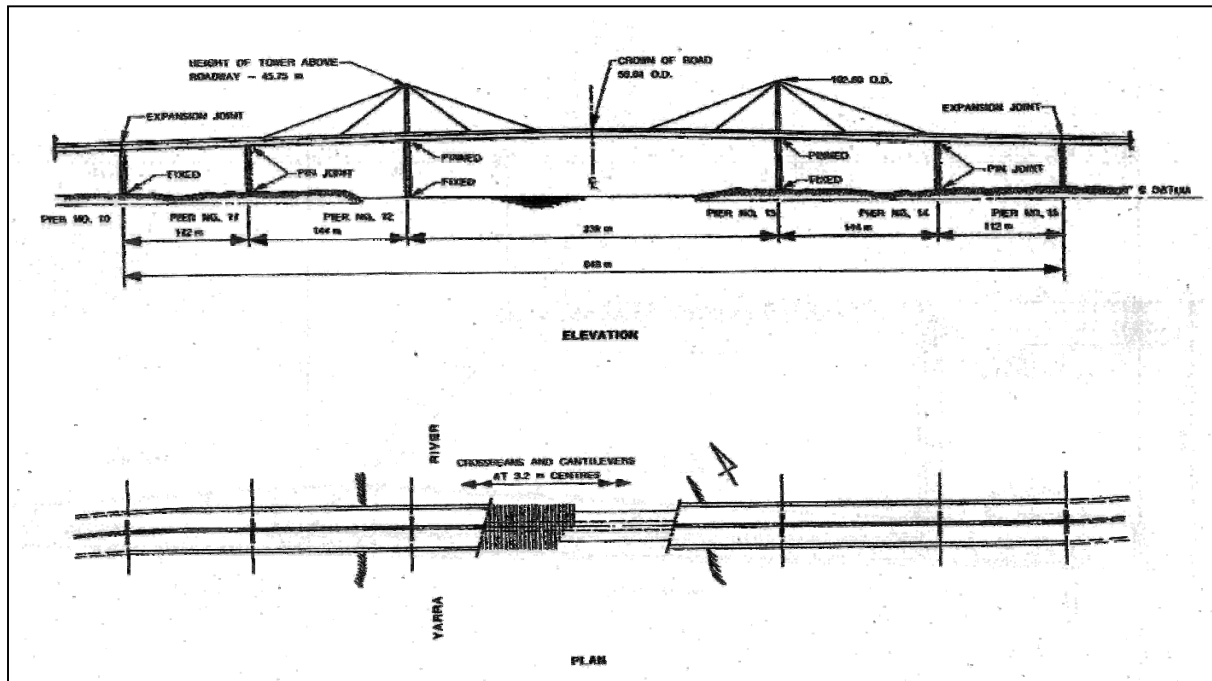 HEIGHT OF TOWER ABOVE
ROADWAY - 45.75 m
CROWN OF ROAD
O.D.
O.D.
EXPANSION JOINT
EXPANSION JOINT
PINNED
PINNED
FIXED
PIN JOINT
FIXED
FIXED
PIN JOINT
PIER NO. 10
PIER NO. 11
PIER NO. 12
PIER NO. 13
PIER NO. 14
PIER NO. 15
112 m
144 m
144 m
112 m
ELEVATION
RIVER
CROSSBEAMS AND CANTILEVERS
AT 3.2 m CENTRES
YARRA
PLAN